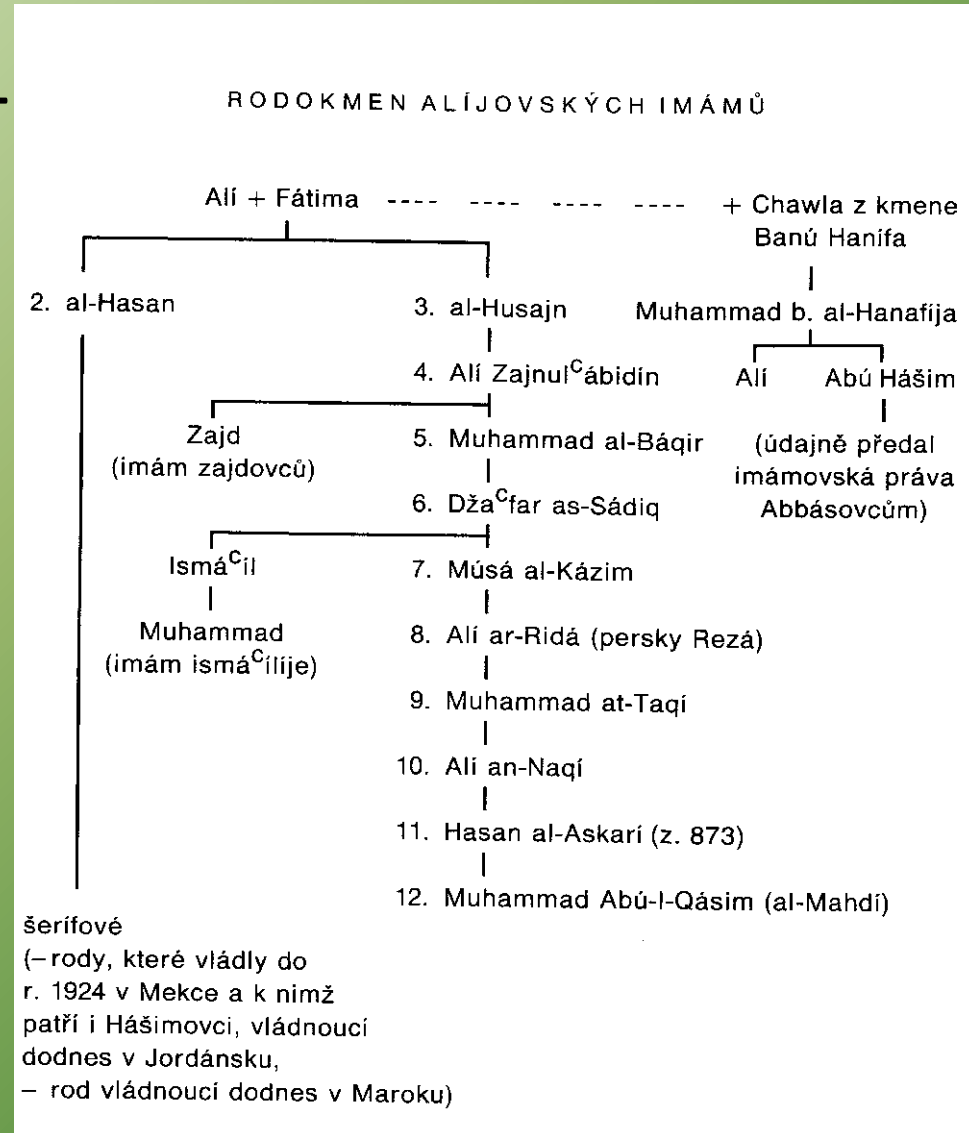 RODOKMEN ALÍJOVSKÝCH IMÁMŮ
Alí + Fátima ---- ---- ---- ---- + Chawla z kmene
Banú Hanífa
2. al-Hasan
3. al-Husajn
Muhammad b. al-Hanafíja
4. Alí Zajnulᶜábidín
Alí
Abú Hášim
Zajd
(imám zajdovců)
5. Muhammad al-Báqir
(údajně předal
imámovská práva
Abbásovcům)
6. Džaᶜfar as-Sádiq
Ismáᶜíl
7. Músá al-Kázim
Muhammad
(imám ismáᶜílíje)
8. Alí ar-Ridá (persky Rezá)
9. Muhammad at-Taqí
10. Alí an-Naqí
11. Hasan al-Askarí (z. 873)
12. Muhammad Abú-l-Qásim (al-Mahdí)
šerífové
(–rody, které vládly do
r. 1924 v Mekce a k nimž
patří i Hášimovci, vládnoucí
dodnes v Jordánsku,
– rod vládnoucí dodnes v Maroku)